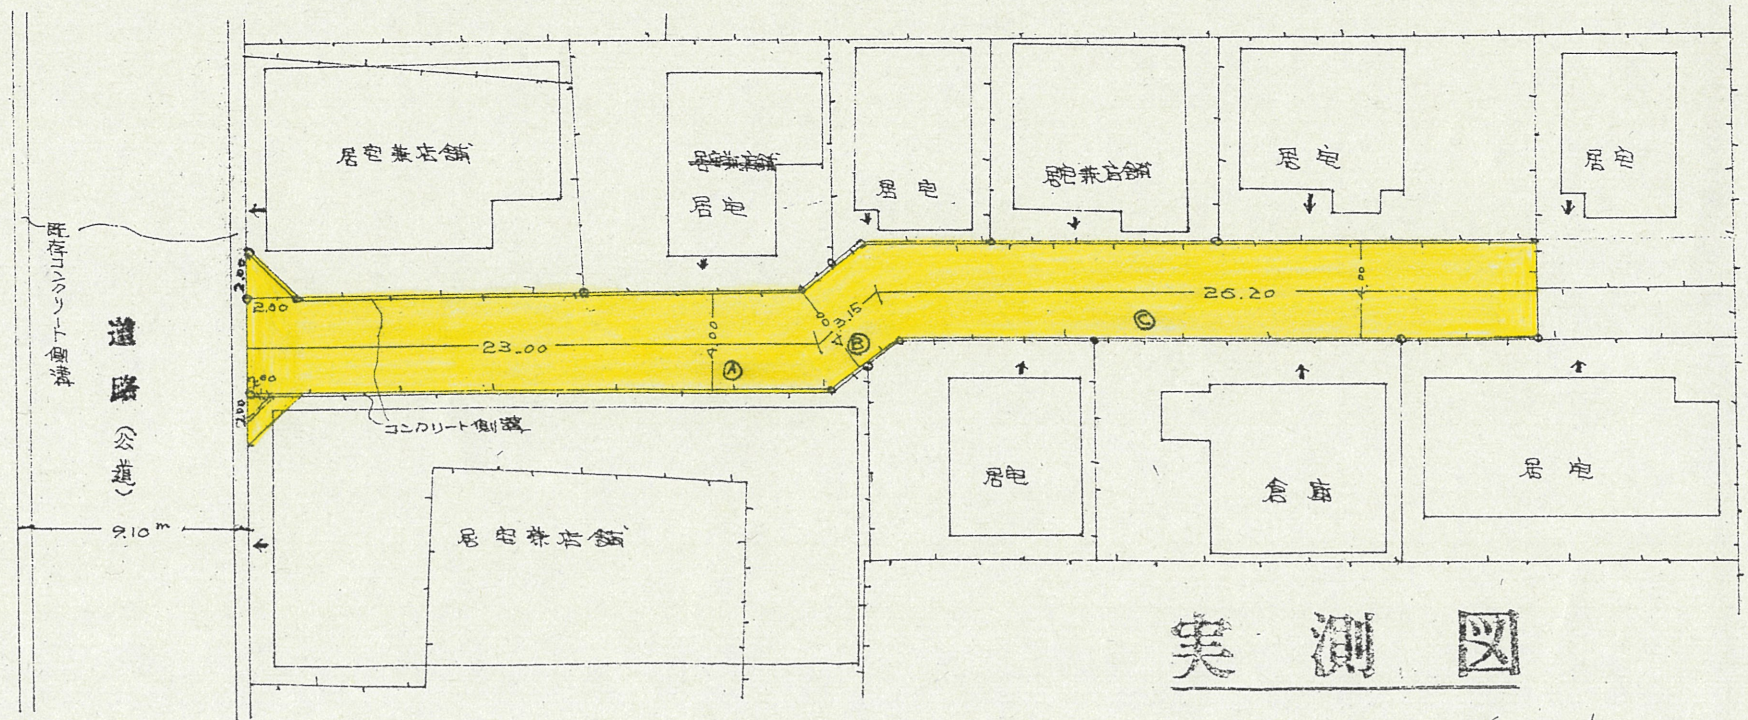 居宅兼店舗
居宅
居宅
居宅兼店舗
居宅
居宅
既存コンクリート側溝
道路(公道)
9.10m
2.00
2.00
23.00
4.00
Ⓐ
3.15
4.00
Ⓑ
26.20
4.00
Ⓒ
2.00
2.00
コンクリート側溝
居宅兼店舗
居宅
倉庫
居宅
実測図